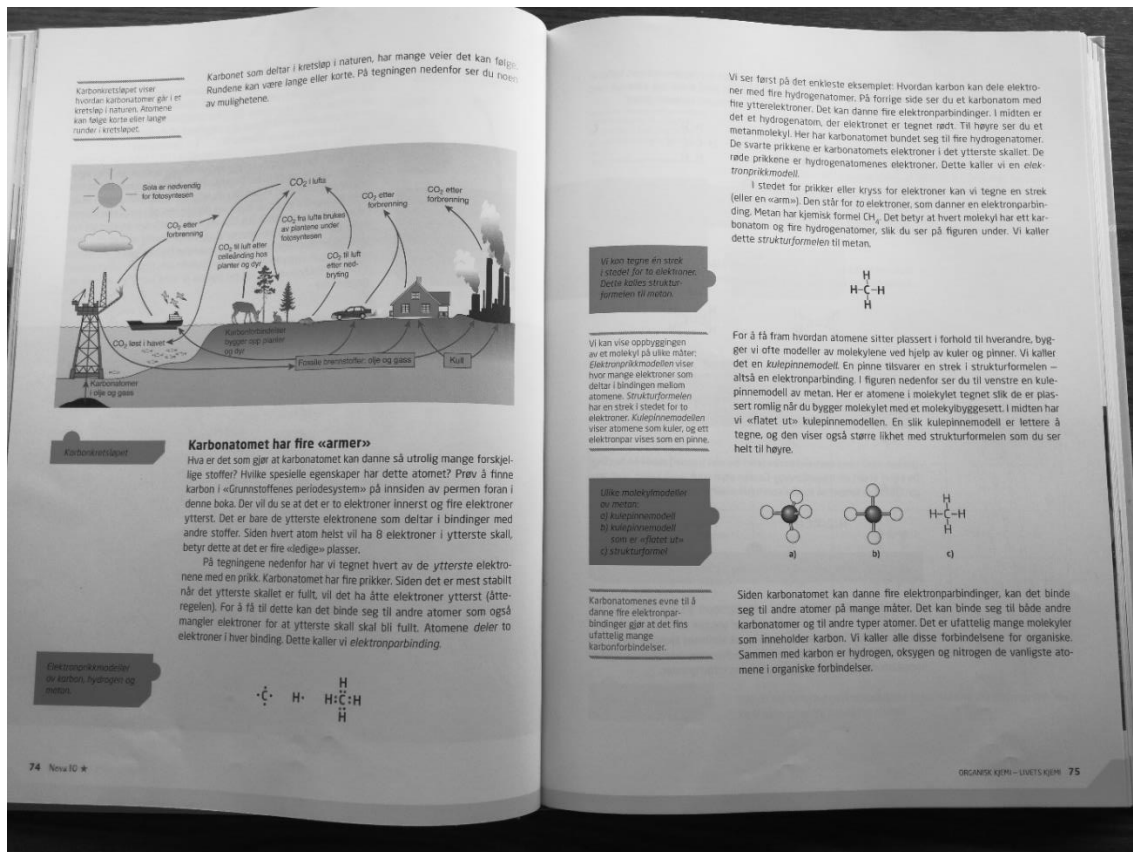 Karbonkretsløpet viser
hvordan karbonatomer går i et
kretsløp i naturen. Atomene
kan følge korte eller lange
runder i kretsløpet.
Karbonet som deltar i kretsløp i naturen, har mange veier det kan følge.
Rundene kan være lange eller korte. På tegningen nedenfor ser du noen
av mulighetene.
Sola er nødvendig
for fotosyntesen
CO₂ i lufta
CO₂ etter
forbrenning
CO₂ etter
forbrenning
CO₂ etter
forbrenning
CO₂ fra lufta brukes
av plantene under
fotosyntesen
CO₂ til luft etter
celleånding hos
planter og dyr
CO₂ til luft
etter ned-
bryting
CO₂ løst i havet
Karbonforbindelser
bygger opp planter
og dyr
Fossile brennstoffer: olje og gass
Kull
Karbonatomer
i olje og gass
Karbonkretsløpet
Karbonatomet har fire «armer»
Hva er det som gjør at karbonatomet kan danne så utrolig mange forskjel-
lige stoffer? Hvilke spesielle egenskaper har dette atomet? Prøv å finne
karbon i «Grunnstoffenes periodesystem» på innsiden av permen foran i
denne boka. Der vil du se at det er to elektroner innerst og fire elektroner
ytterst. Det er bare de ytterste elektronene som deltar i bindinger med
andre stoffer. Siden hvert atom helst vil ha 8 elektroner i ytterste skall,
betyr dette at det er fire «ledige» plasser.
På tegningene nedenfor har vi tegnet hvert av de ytterste elektro-
nene med en prikk. Karbonatomet har fire prikker. Siden det er mest stabilt
når det ytterste skallet er fullt, vil det ha åtte elektroner ytterst (åtte-
regelen). For å få til dette kan det binde seg til andre atomer som også
mangler elektroner for at ytterste skall skal bli fullt. Atomene deler to
elektroner i hver binding. Dette kaller vi elektronparbinding.
Elektronprikkmodeller
av karbon, hydrogen og
metan.
H
·C· H· H:C:H
H
74 Nova 10 ★
Vi ser først på det enkleste eksemplet: Hvordan karbon kan dele elektro-
ner med fire hydrogenatomer. På forrige side ser du et karbonatom med
fire ytterelektroner. Det kan danne fire elektronparbindinger. I midten er
det et hydrogenatom, der elektronet er tegnet rødt. Til høyre ser du et
metanmolekyl. Her har karbonatomet bundet seg til fire hydrogenatomer.
De svarte prikkene er karbonatomets elektroner i det ytterste skallet. De
røde prikkene er hydrogenatomenes elektroner. Dette kaller vi en elek-
tronprikkmodell.
I stedet for prikker eller kryss for elektroner kan vi tegne en strek
(eller en «arm»). Den står for to elektroner, som danner en elektronparbin-
ding. Metan har kjemisk formel CH₄. Det betyr at hvert molekyl har ett kar-
bonatom og fire hydrogenatomer, slik du ser på figuren under. Vi kaller
dette strukturformelen til metan.
Vi kan tegne én strek
i stedet for to elektroner.
Dette kalles struktur-
formelen til metan.
H
H-C-H
H
Vi kan vise oppbyggingen
av et molekyl på ulike måter:
Elektronprikkmodellen viser
hvor mange elektroner som
deltar i bindingen mellom
atomene. Strukturformelen
har en strek i stedet for to
elektroner. Kulepinnemodellen
viser atomene som kuler, og ett
elektronpar vises som en pinne.
For å få fram hvordan atomene sitter plassert i forhold til hverandre, byg-
ger vi ofte modeller av molekylene ved hjelp av kuler og pinner. Vi kaller
det en kulepinnemodell. En pinne tilsvarer en strek i strukturformelen –
altså en elektronparbinding. I figuren nedenfor ser du til venstre en kule-
pinnemodell av metan. Her er atomene i molekylet tegnet slik de er plas-
sert romlig når du bygger molekylet med et molekylbyggesett. I midten har
vi «flatet ut» kulepinnemodellen. En slik kulepinnemodell er lettere å
tegne, og den viser også større likhet med strukturformelen som du ser
helt til høyre.
Ulike molekylmodeller
av metan:
a) kulepinnemodell
b) kulepinnemodell
som er «flatet ut»
c) strukturformel
H
H-C-H
H
a) b) c)
Karbonatomenes evne til å
danne fire elektronpar-
bindinger gjør at det fins
ufattelig mange
karbonforbindelser.
Siden karbonatomet kan danne fire elektronparbindinger, kan det binde
seg til andre atomer på mange måter. Det kan binde seg til både andre
karbonatomer og til andre typer atomer. Det er ufattelig mange molekyler
som inneholder karbon. Vi kaller alle disse forbindelsene for organiske.
Sammen med karbon er hydrogen, oksygen og nitrogen de vanligste ato-
mene i organiske forbindelser.
ORGANISK KJEMI – LIVETS KJEMI 75